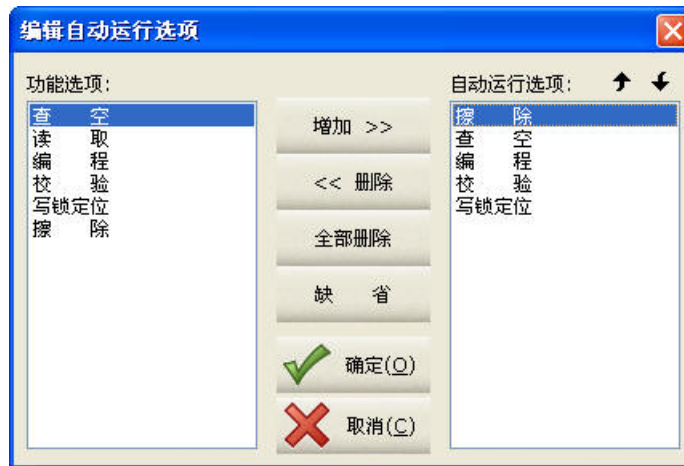 编辑自动运行选项
功能选项:
查 空
读 取
编 程
校 验
写锁定位
擦 除
增加 >>
<< 删除
全部删除
缺 省
确定(O)
取消(C)
自动运行选项:
擦 除
查 空
编 程
校 验
写锁定位